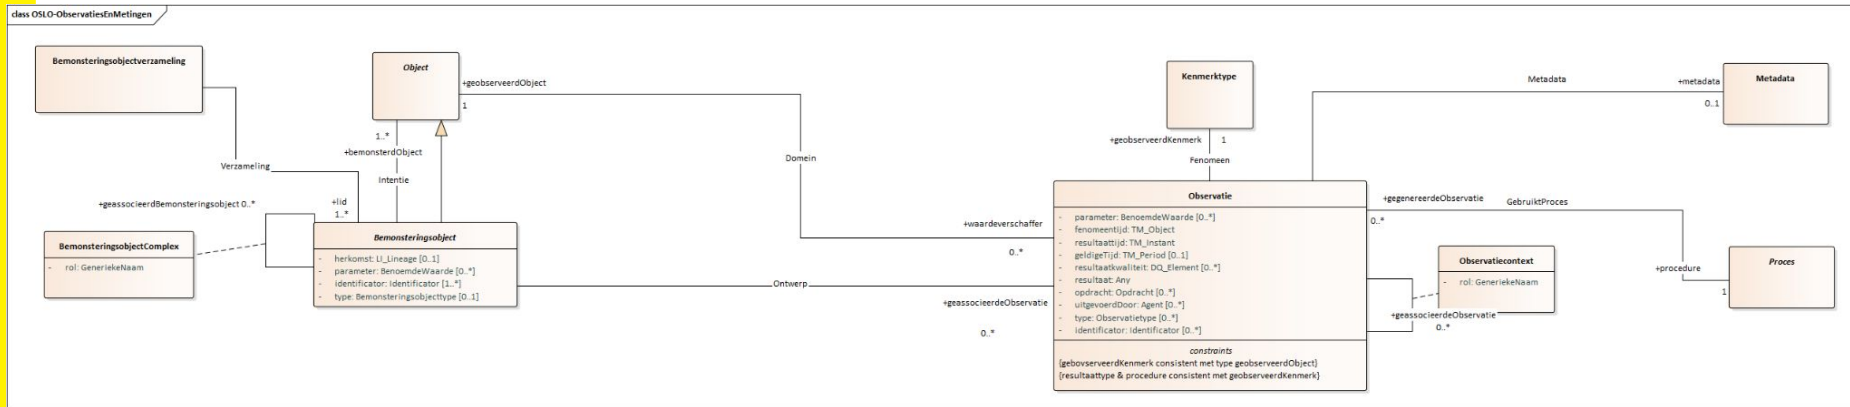 class OSLO-ObservatiesEnMetingen
Bemonsteringsobjectverzameling
Object
+geobserveerdObject
1
Kenmerktype
Metadata
+metadata
0..1
Metadata
1..*
+bemonsterdObject
Intentie
+geobserveerdKenmerk
1
Fenomeen
Domein
Verzameling
+geassocieerdBemonsteringsobject 0..*
+lid
1..*
BemonsteringsobjectComplex
- rol: GeneriekeNaam
Bemonsteringsobject
- herkomst: LI_Lineage [0..1]
- parameter: BenoemdeWaarde [0..*]
- identificator: Identificator [1..*]
- type: Bemonsteringsobjecttype [0..1]
+waardeverschaffer
0..*
Ontwerp
+geassocieerdeObservatie
0..*
Observatie
- parameter: BenoemdeWaarde [0..*]
- fenomeentijd: TM_Object
- resultaattijd: TM_Instant
- geldigeTijd: TM_Period [0..1]
- resultaatkwaliteit: DQ_Element [0..*]
- resultaat: Any
- opdracht: Opdracht [0..*]
- uitgevoerdDoor: Agent [0..*]
- type: Observatietype [0..*]
- identificator: Identificator [0..*]
constraints
{gebovserveerdKenmerk consistent met type geobserveerdObject}
{resultaattype & procedure consistent met geobserveerdKenmerk}
+gegenereerdeObservatie
0..*
GebruiktProces
Observatiecontext
- rol: GeneriekeNaam
+geassocieerdeObservatie
0..*
+procedure
1
Proces